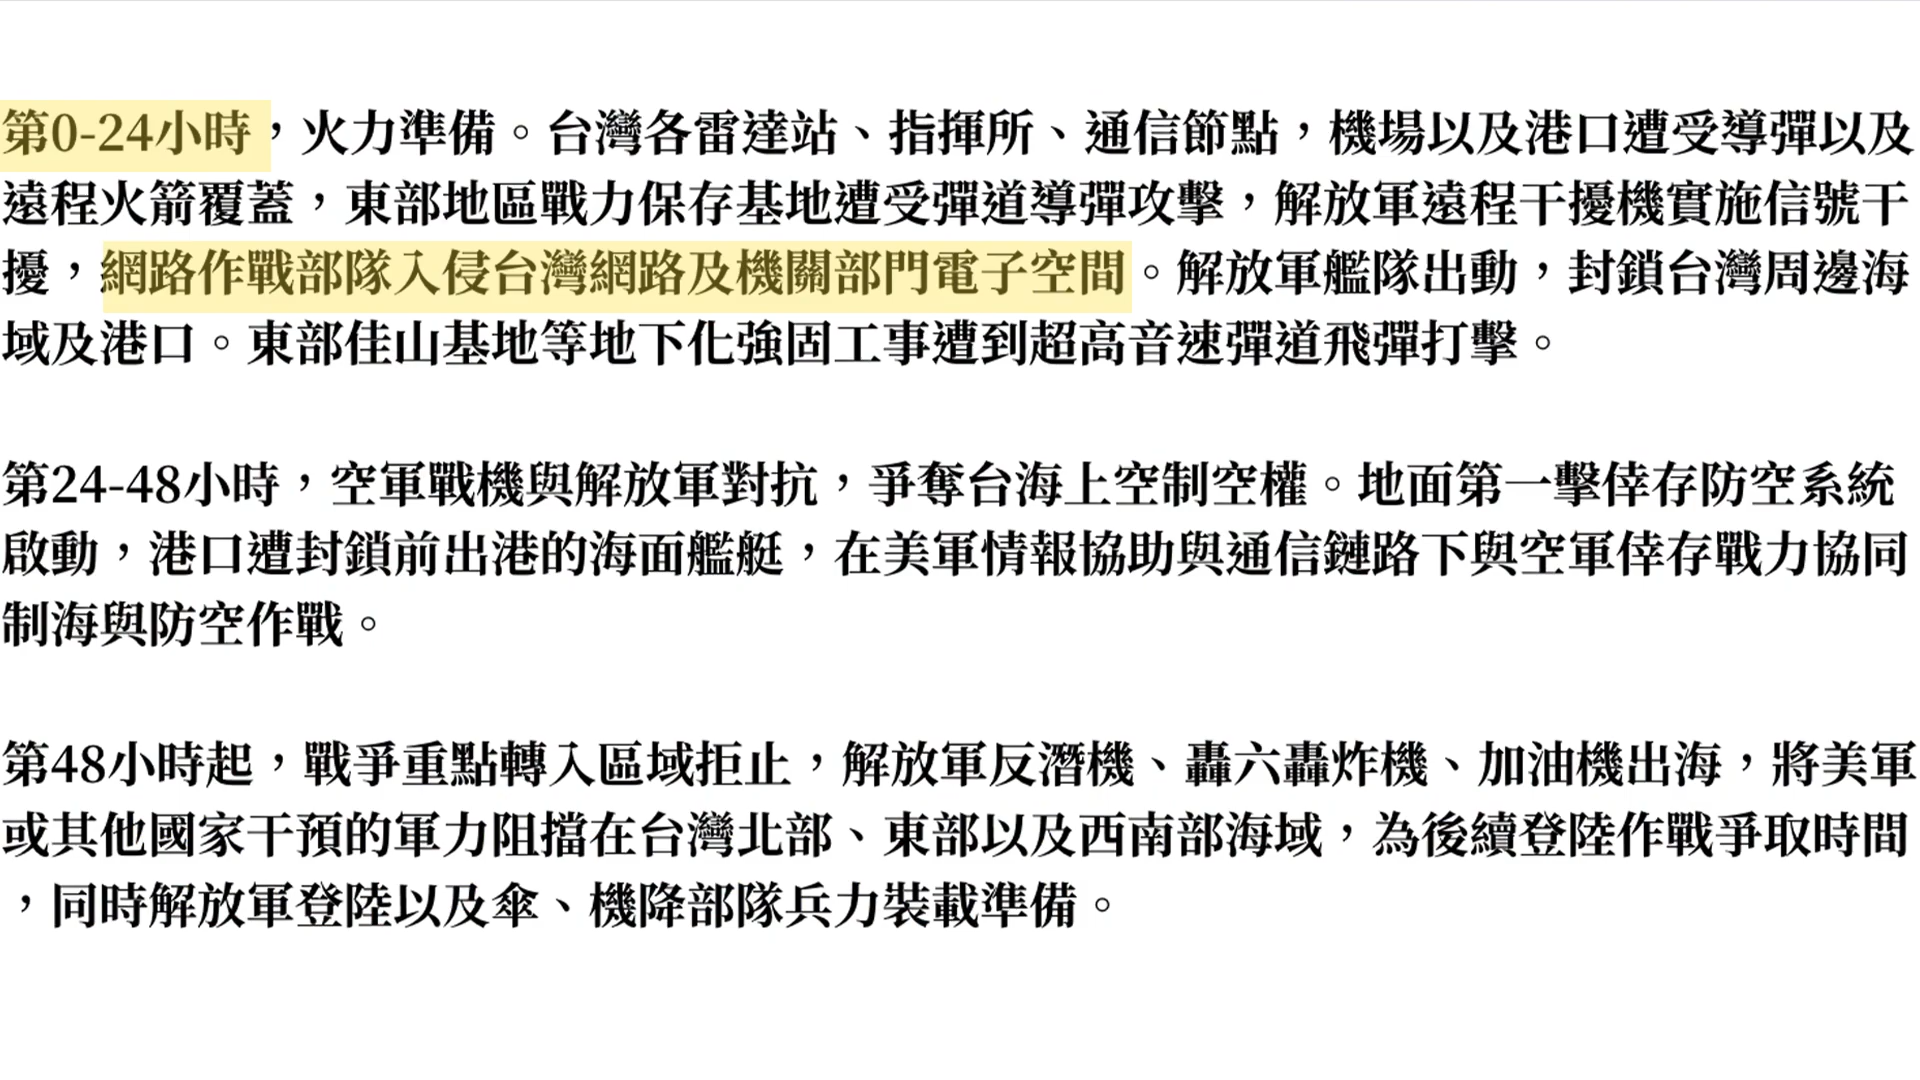 第0-24小時，火力準備。台灣各雷達站、指揮所、通信節點，機場以及港口遭受導彈以及
遠程火箭覆蓋，東部地區戰力保存基地遭受彈道導彈攻擊，解放軍遠程干擾機實施信號干
擾，網路作戰部隊入侵台灣網路及機關部門電子空間。解放軍艦隊出動，封鎖台灣周邊海
域及港口。東部佳山基地等地下化強固工事遭到超高音速彈道飛彈打擊。
第24-48小時，空軍戰機與解放軍對抗，爭奪台海上空制空權。地面第一擊倖存防空系統
啟動，港口遭封鎖前出港的海面艦艇，在美軍情報協助與通信鏈路下與空軍倖存戰力協同
制海與防空作戰。
第48小時起，戰爭重點轉入區域拒止，解放軍反潛機、轟六轟炸機、加油機出海，將美軍
或其他國家干預的軍力阻擋在台灣北部、東部以及西南部海域，為後續登陸作戰爭取時間
，同時解放軍登陸以及傘、機降部隊兵力裝載準備。